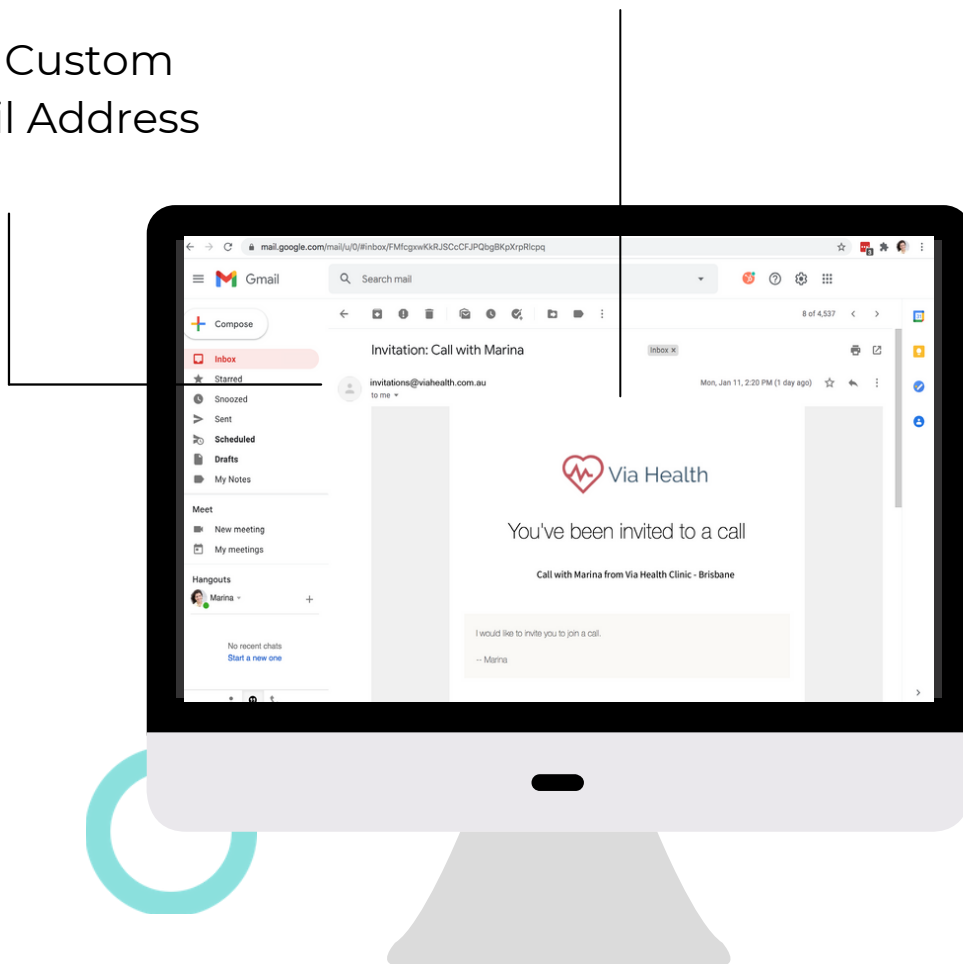 Custom
il Address
mail.google.com/mail/u/0/#inbox/FMfcgxwKkRJSCcCFJPQbgBKpXrpRlcpq
3
Gmail
Search mail
Compose
8 of 4,537
31
Inbox
Starred
Snoozed
Sent
Scheduled
Drafts
My Notes
Meet
New meeting
My meetings
Hangouts
Marina
No recent chats
Start a new one
Invitation: Call with Marina
Inbox x
invitations@viahealth.com.au
Mon, Jan 11, 2:20 PM (1 day ago)
to me
Via Health
You've been invited to a call
Call with Marina from Via Health Clinic - Brisbane
I would like to invite you to join a call.
-- Marina